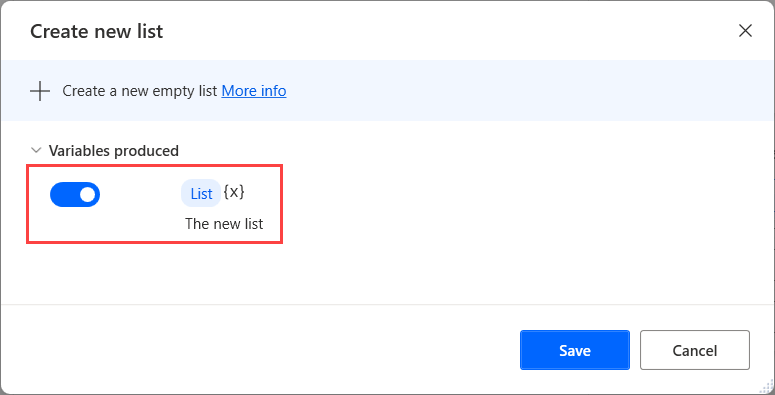 Create new list
Create a new empty list More info
Variables produced
List {x}
The new list
Save Cancel